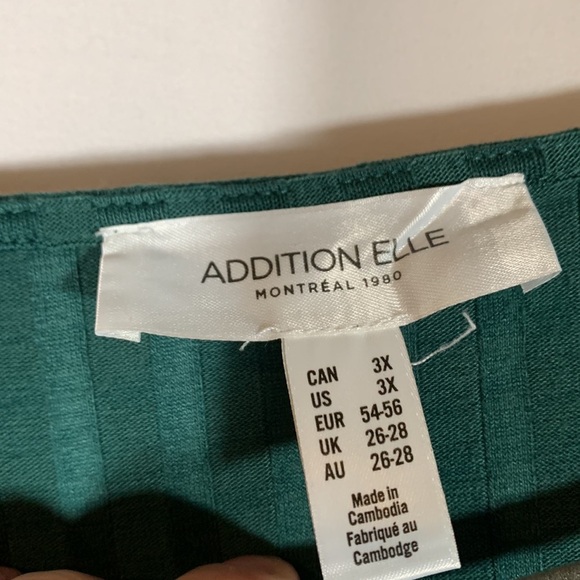 ADDITION ELLE
MONTRÉAL 1980
CAN 3X
US 3X
EUR 54-56
UK 26-28
AU 26-28
Made in
Cambodia
Fabriqué au
Cambodge